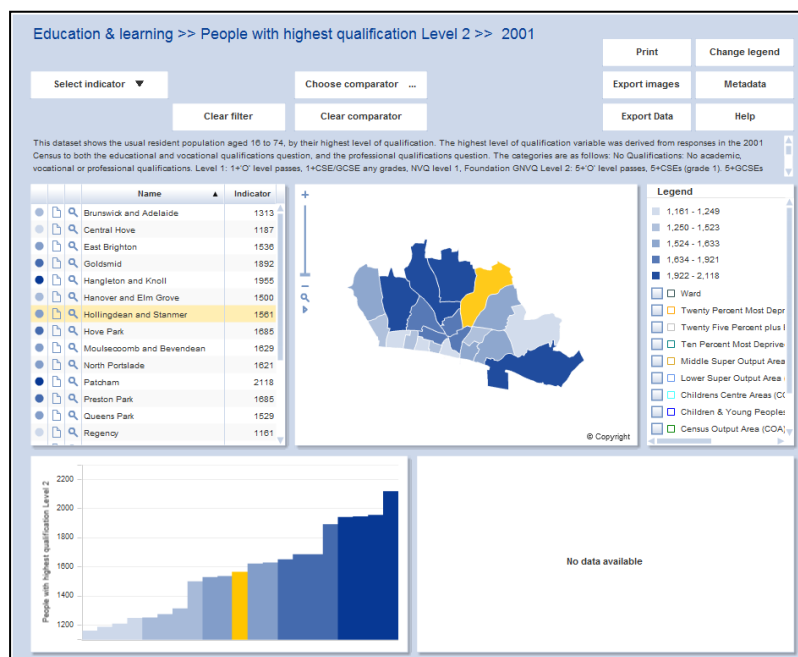 Education & learning >> People with highest qualification Level 2 >> 2001
Print
Change legend
Select indicator ▼
Choose comparator ...
Export images
Metadata
Clear filter
Clear comparator
Export Data
Help
This dataset shows the usual resident population aged 16 to 74, by their highest level of qualification. The highest level of qualification variable was derived from responses in the 2001
Census to both the educational and vocational qualifications question, and the professional qualifications question. The categories are as follows: No Qualifications: No academic,
vocational or professional qualifications. Level 1: 1+'O' level passes, 1+CSE/GCSE any grades, NVQ level 1, Foundation GNVQ Level 2: 5+'O' level passes, 5+CSEs (grade 1). 5+GCSEs
Name ▲ Indicator
Brunswick and Adelaide 1313
Central Hove 1187
East Brighton 1536
Goldsmid 1892
Hangleton and Knoll 1955
Hanover and Elm Grove 1500
Hollingdean and Stanmer 1561
Hove Park 1685
Moulsecoomb and Bevendean 1629
North Portslade 1621
Patcham 2118
Preston Park 1685
Queens Park 1529
Regency 1161
© Copyright
Legend
1,161 - 1,249
1,250 - 1,523
1,524 - 1,633
1,634 - 1,921
1,922 - 2,118
Ward
Twenty Percent Most Depr
Twenty Five Percent plus
Ten Percent Most Deprive
Middle Super Output Area
Lower Super Output Area
Childrens Centre Areas (CC
Children & Young Peoples
Census Output Area (COA)
People with highest qualification Level 2
2200
2000
1800
1600
1400
1200
No data available